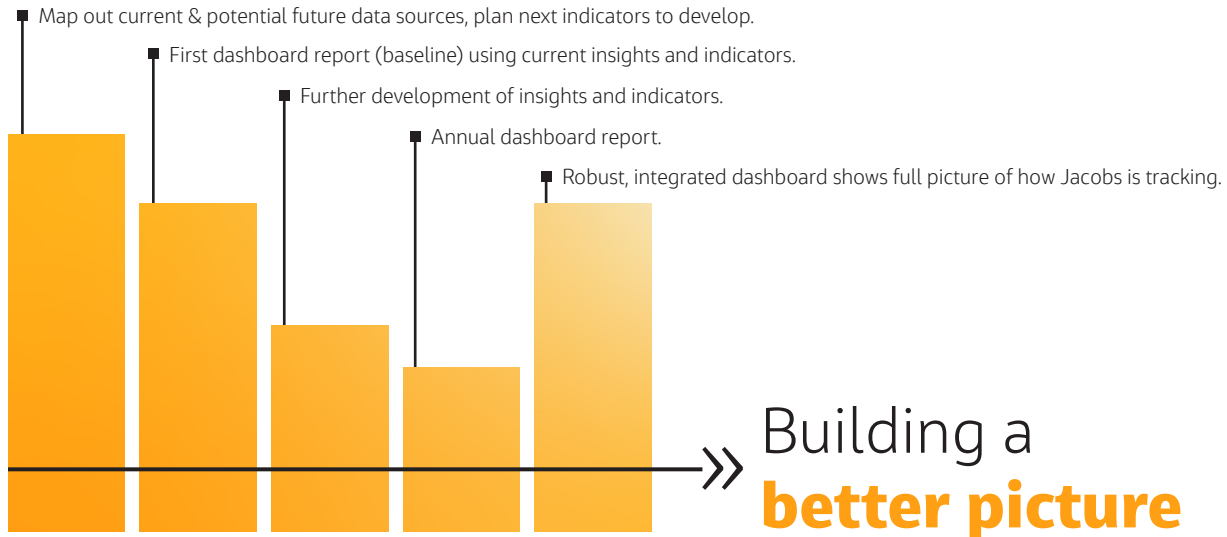 Map out current & potential future data sources, plan next indicators to develop.
First dashboard report (baseline) using current insights and indicators.
Further development of insights and indicators.
Annual dashboard report.
Robust, integrated dashboard shows full picture of how Jacobs is tracking.
Building a
better picture